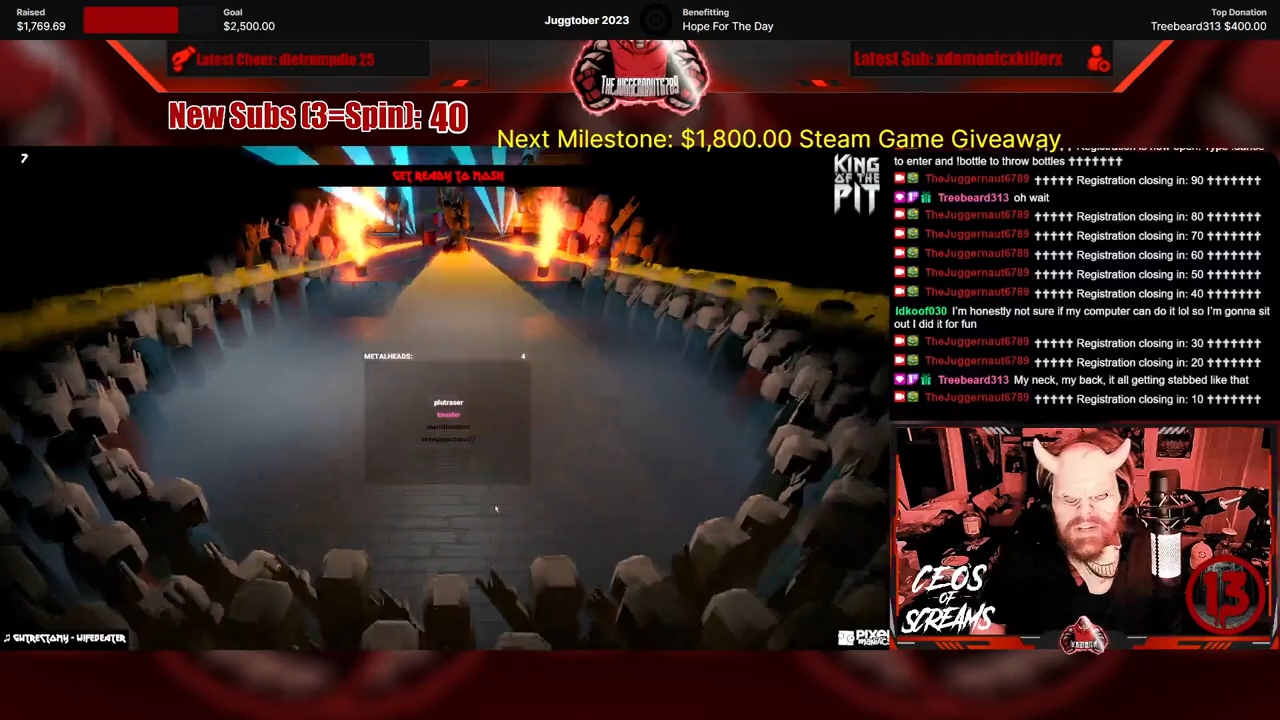 Raised
$1,769.69
Goal
$2,500.00
Juggtober 2023
Benefitting
Hope For The Day
Top Donation
Treebeard313 $400.00
Latest Cheer: dietrumpdie 25
THEJUGGERNAUT6789
Latest Sub: xdemonicxkillerx
New Subs (3=Spin): 40
Next Milestone: $1,800.00 Steam Game Giveaway
7
GET READY TO MOSH
KING
OF THE
PIT
METALHEADS: 4
plutraser
knoxler
to enter and !bottle to throw bottles ✝✝✝✝✝✝✝
TheJuggernaut6789 ✝✝✝✝✝ Registration closing in: 90 ✝✝✝✝✝✝✝
Treebeard313 oh wait
TheJuggernaut6789 ✝✝✝✝✝ Registration closing in: 80 ✝✝✝✝✝✝✝
TheJuggernaut6789 ✝✝✝✝✝ Registration closing in: 70 ✝✝✝✝✝✝✝
TheJuggernaut6789 ✝✝✝✝✝ Registration closing in: 60 ✝✝✝✝✝✝✝
TheJuggernaut6789 ✝✝✝✝✝ Registration closing in: 50 ✝✝✝✝✝✝✝
TheJuggernaut6789 ✝✝✝✝✝ Registration closing in: 40 ✝✝✝✝✝✝✝
Idkoof030 I'm honestly not sure if my computer can do it lol so I'm gonna sit
out I did it for fun
TheJuggernaut6789 ✝✝✝✝✝ Registration closing in: 30 ✝✝✝✝✝✝✝
TheJuggernaut6789 ✝✝✝✝✝ Registration closing in: 20 ✝✝✝✝✝✝✝
Treebeard313 My neck, my back, it all getting stabbed like that
TheJuggernaut6789 ✝✝✝✝✝ Registration closing in: 10 ✝✝✝✝✝✝✝
CEOS
OF
SCREAMS
13
♫ GUTRECTOMY - WIFEBEATER
PIXEL